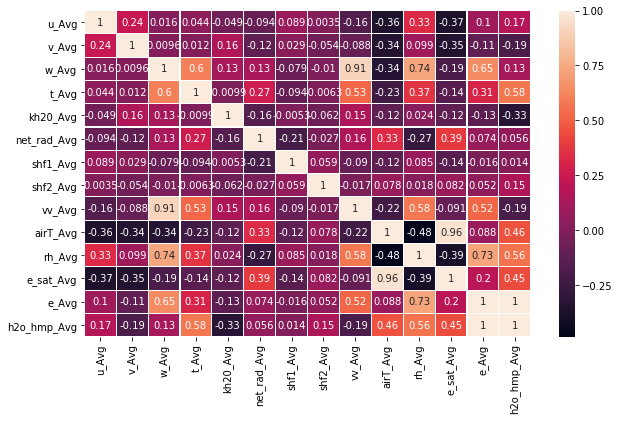 u_Avg 1 0.24 0.016 0.044 -0.049 -0.094 0.089 0.0035 -0.16 -0.36 0.33 -0.37 0.1 0.17
v_Avg 0.24 1 0.0096 0.012 0.16 -0.12 0.029 -0.054 -0.088 -0.34 0.099 -0.35 -0.11 -0.19
w_Avg 0.016 0.0096 1 0.6 0.13 0.13 -0.079 -0.01 0.91 -0.34 0.74 -0.19 0.65 0.13
t_Avg 0.044 0.012 0.6 1 0.0099 0.27 -0.094 0.0063 0.53 -0.23 0.37 -0.14 0.31 0.58
kh20_Avg -0.049 0.16 0.13 0.0099 1 -0.16 0.0053 -0.062 0.15 -0.12 0.024 -0.12 -0.13 -0.33
net_rad_Avg -0.094 -0.12 0.13 0.27 -0.16 1 -0.21 -0.027 0.16 0.33 -0.27 0.39 0.074 0.056
shf1_Avg 0.089 0.029 -0.079 -0.094 0.0053 -0.21 1 0.059 -0.09 -0.12 0.085 -0.14 -0.016 0.014
shf2_Avg 0.0035 -0.054 -0.01 0.0063 -0.062 -0.027 0.059 1 -0.017 0.078 0.018 0.082 0.052 0.15
vv_Avg -0.16 -0.088 0.91 0.53 0.15 0.16 -0.09 -0.017 1 -0.22 0.58 -0.091 0.52 -0.19
airT_Avg -0.36 -0.34 -0.34 -0.23 -0.12 0.33 -0.12 0.078 -0.22 1 -0.48 0.96 0.088 0.46
rh_Avg 0.33 0.099 0.74 0.37 0.024 -0.27 0.085 0.018 0.58 -0.48 1 -0.39 0.73 0.56
e_sat_Avg -0.37 -0.35 -0.19 -0.14 -0.12 0.39 -0.14 0.082 -0.091 0.96 -0.39 1 0.2 0.45
e_Avg 0.1 -0.11 0.65 0.31 -0.13 0.074 -0.016 0.052 0.52 0.088 0.73 0.2 1 1
h2o_hmp_Avg 0.17 -0.19 0.13 0.58 -0.33 0.056 0.014 0.15 -0.19 0.46 0.56 0.45 1 1
u_Avg v_Avg w_Avg t_Avg kh20_Avg net_rad_Avg shf1_Avg shf2_Avg vv_Avg airT_Avg rh_Avg e_sat_Avg e_Avg h2o_hmp_Avg
1.00
0.75
0.50
0.25
0.00
−0.25